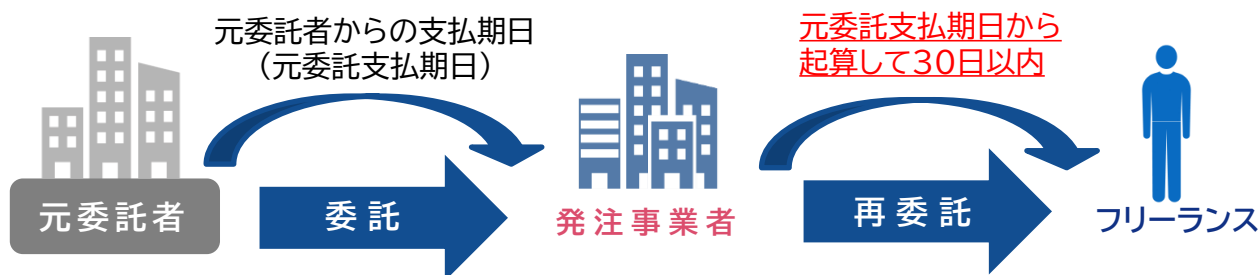 元委託者からの支払期日
（元委託支払期日）
元委託支払期日から
起算して30日以内
元委託者
委託
発注事業者
再委託
フリーランス